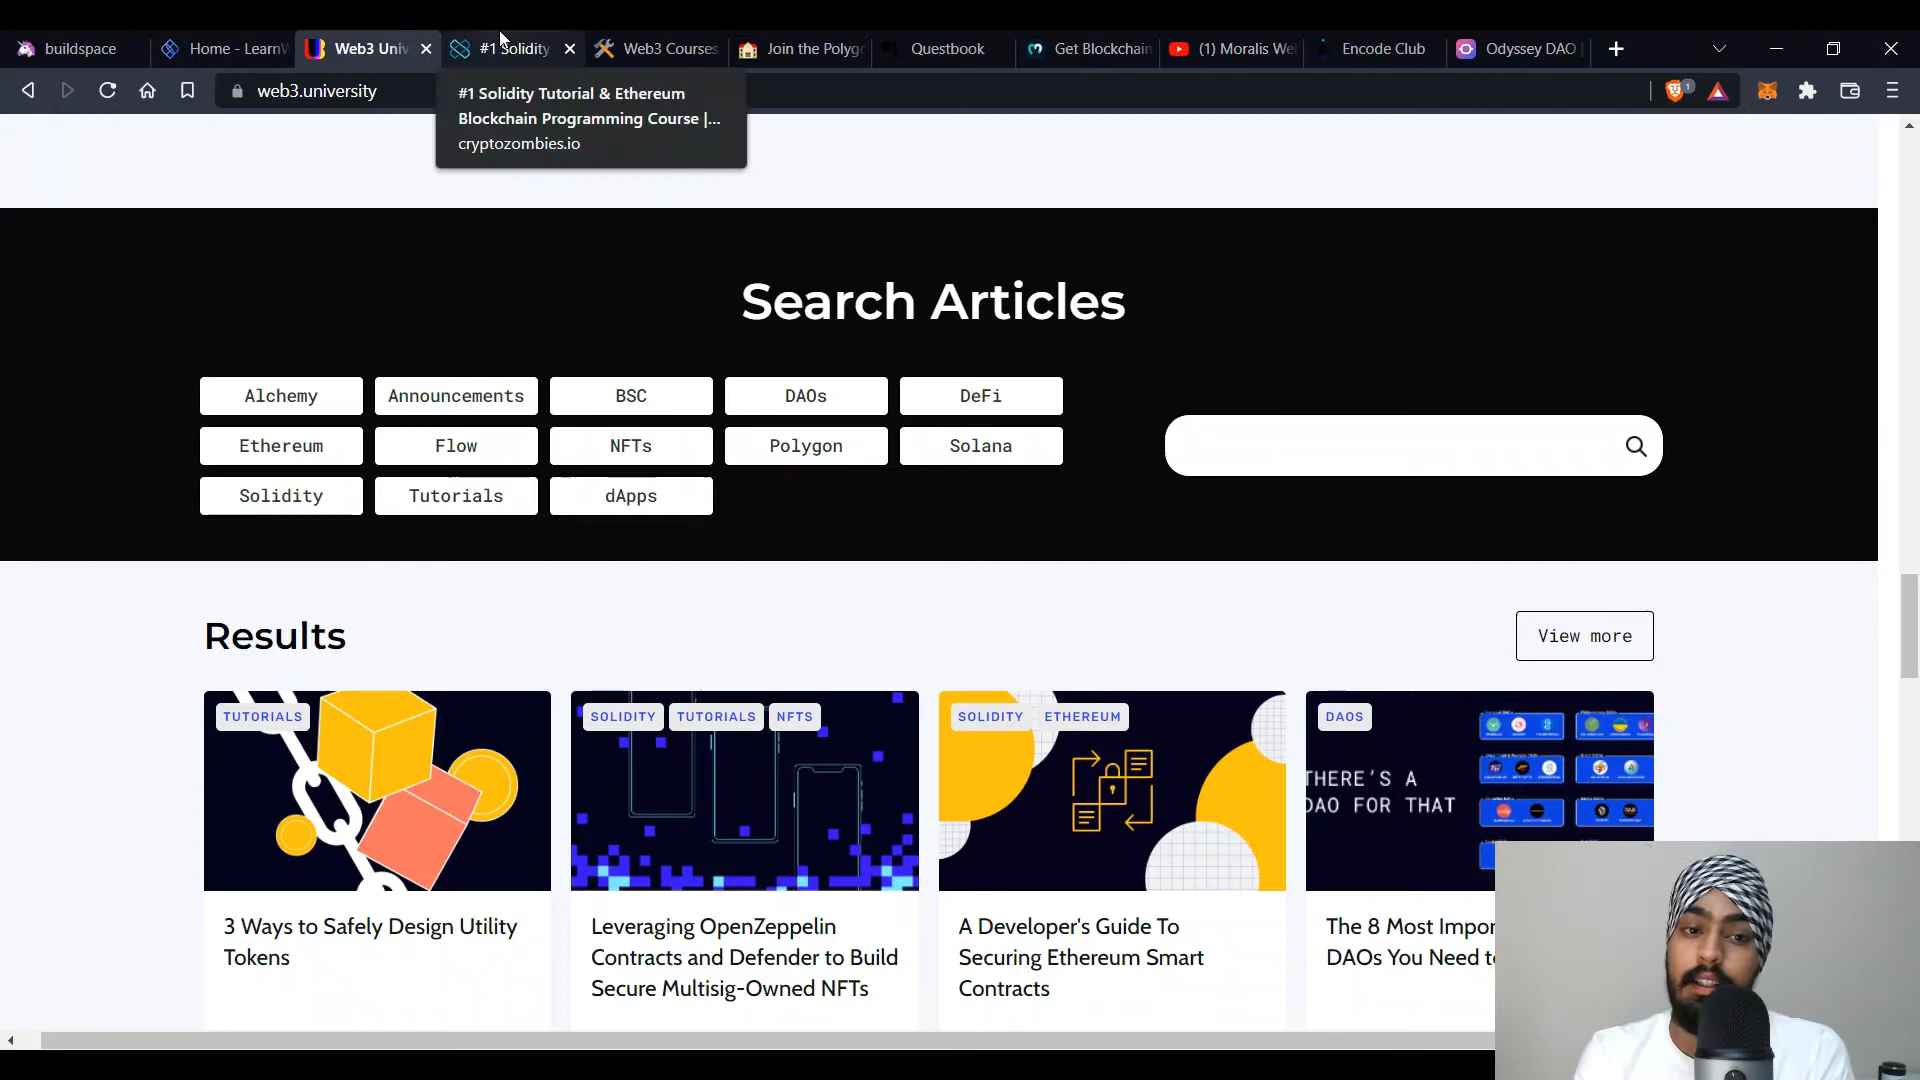 buildspace
Home - LearnW
Web3 Univ
#1 Solidity
Web3 Courses
Join the Polyg
Questbook
Get Blockchain
(1) Moralis We
Encode Club
Odyssey DAO
web3.university
1
#1 Solidity Tutorial & Ethereum
Blockchain Programming Course |...
cryptozombies.io
Search Articles
Alchemy
Announcements
BSC
DAOs
DeFi
Ethereum
Flow
NFTs
Polygon
Solana
Solidity
Tutorials
dApps
Results
View more
TUTORIALS
SOLIDITY
TUTORIALS
NFTS
SOLIDITY
ETHEREUM
DAOS
THERE'S A
DAO FOR THAT
3 Ways to Safely Design Utility
Tokens
Leveraging OpenZeppelin
Contracts and Defender to Build
Secure Multisig-Owned NFTs
A Developer's Guide To
Securing Ethereum Smart
Contracts
The 8 Most Impor
DAOs You Need t